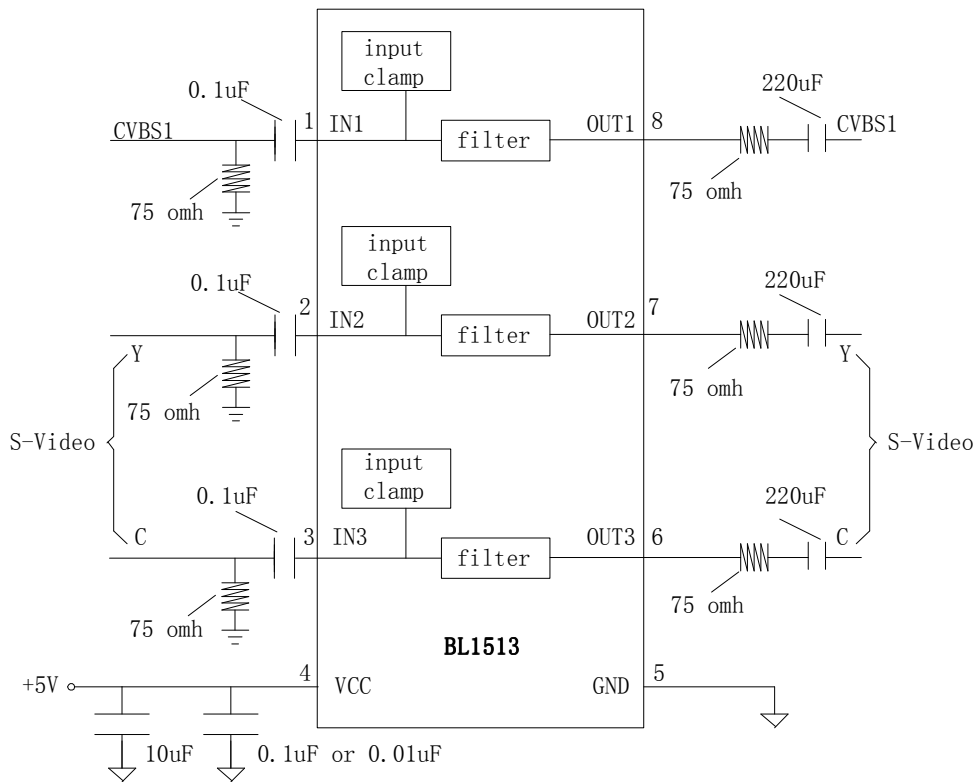 input
clamp
0.1uF
220uF
CVBS1
1
IN1
filter
OUT1
8
CVBS1
75 omh
75 omh
input
clamp
0.1uF
220uF
2
IN2
filter
OUT2
7
Y
75 omh
75 omh
Y
S-Video
S-Video
input
clamp
0.1uF
220uF
C
3
IN3
filter
OUT3
6
C
75 omh
75 omh
BL1513
+5V
4
VCC
GND
5
10uF
0.1uF or 0.01uF